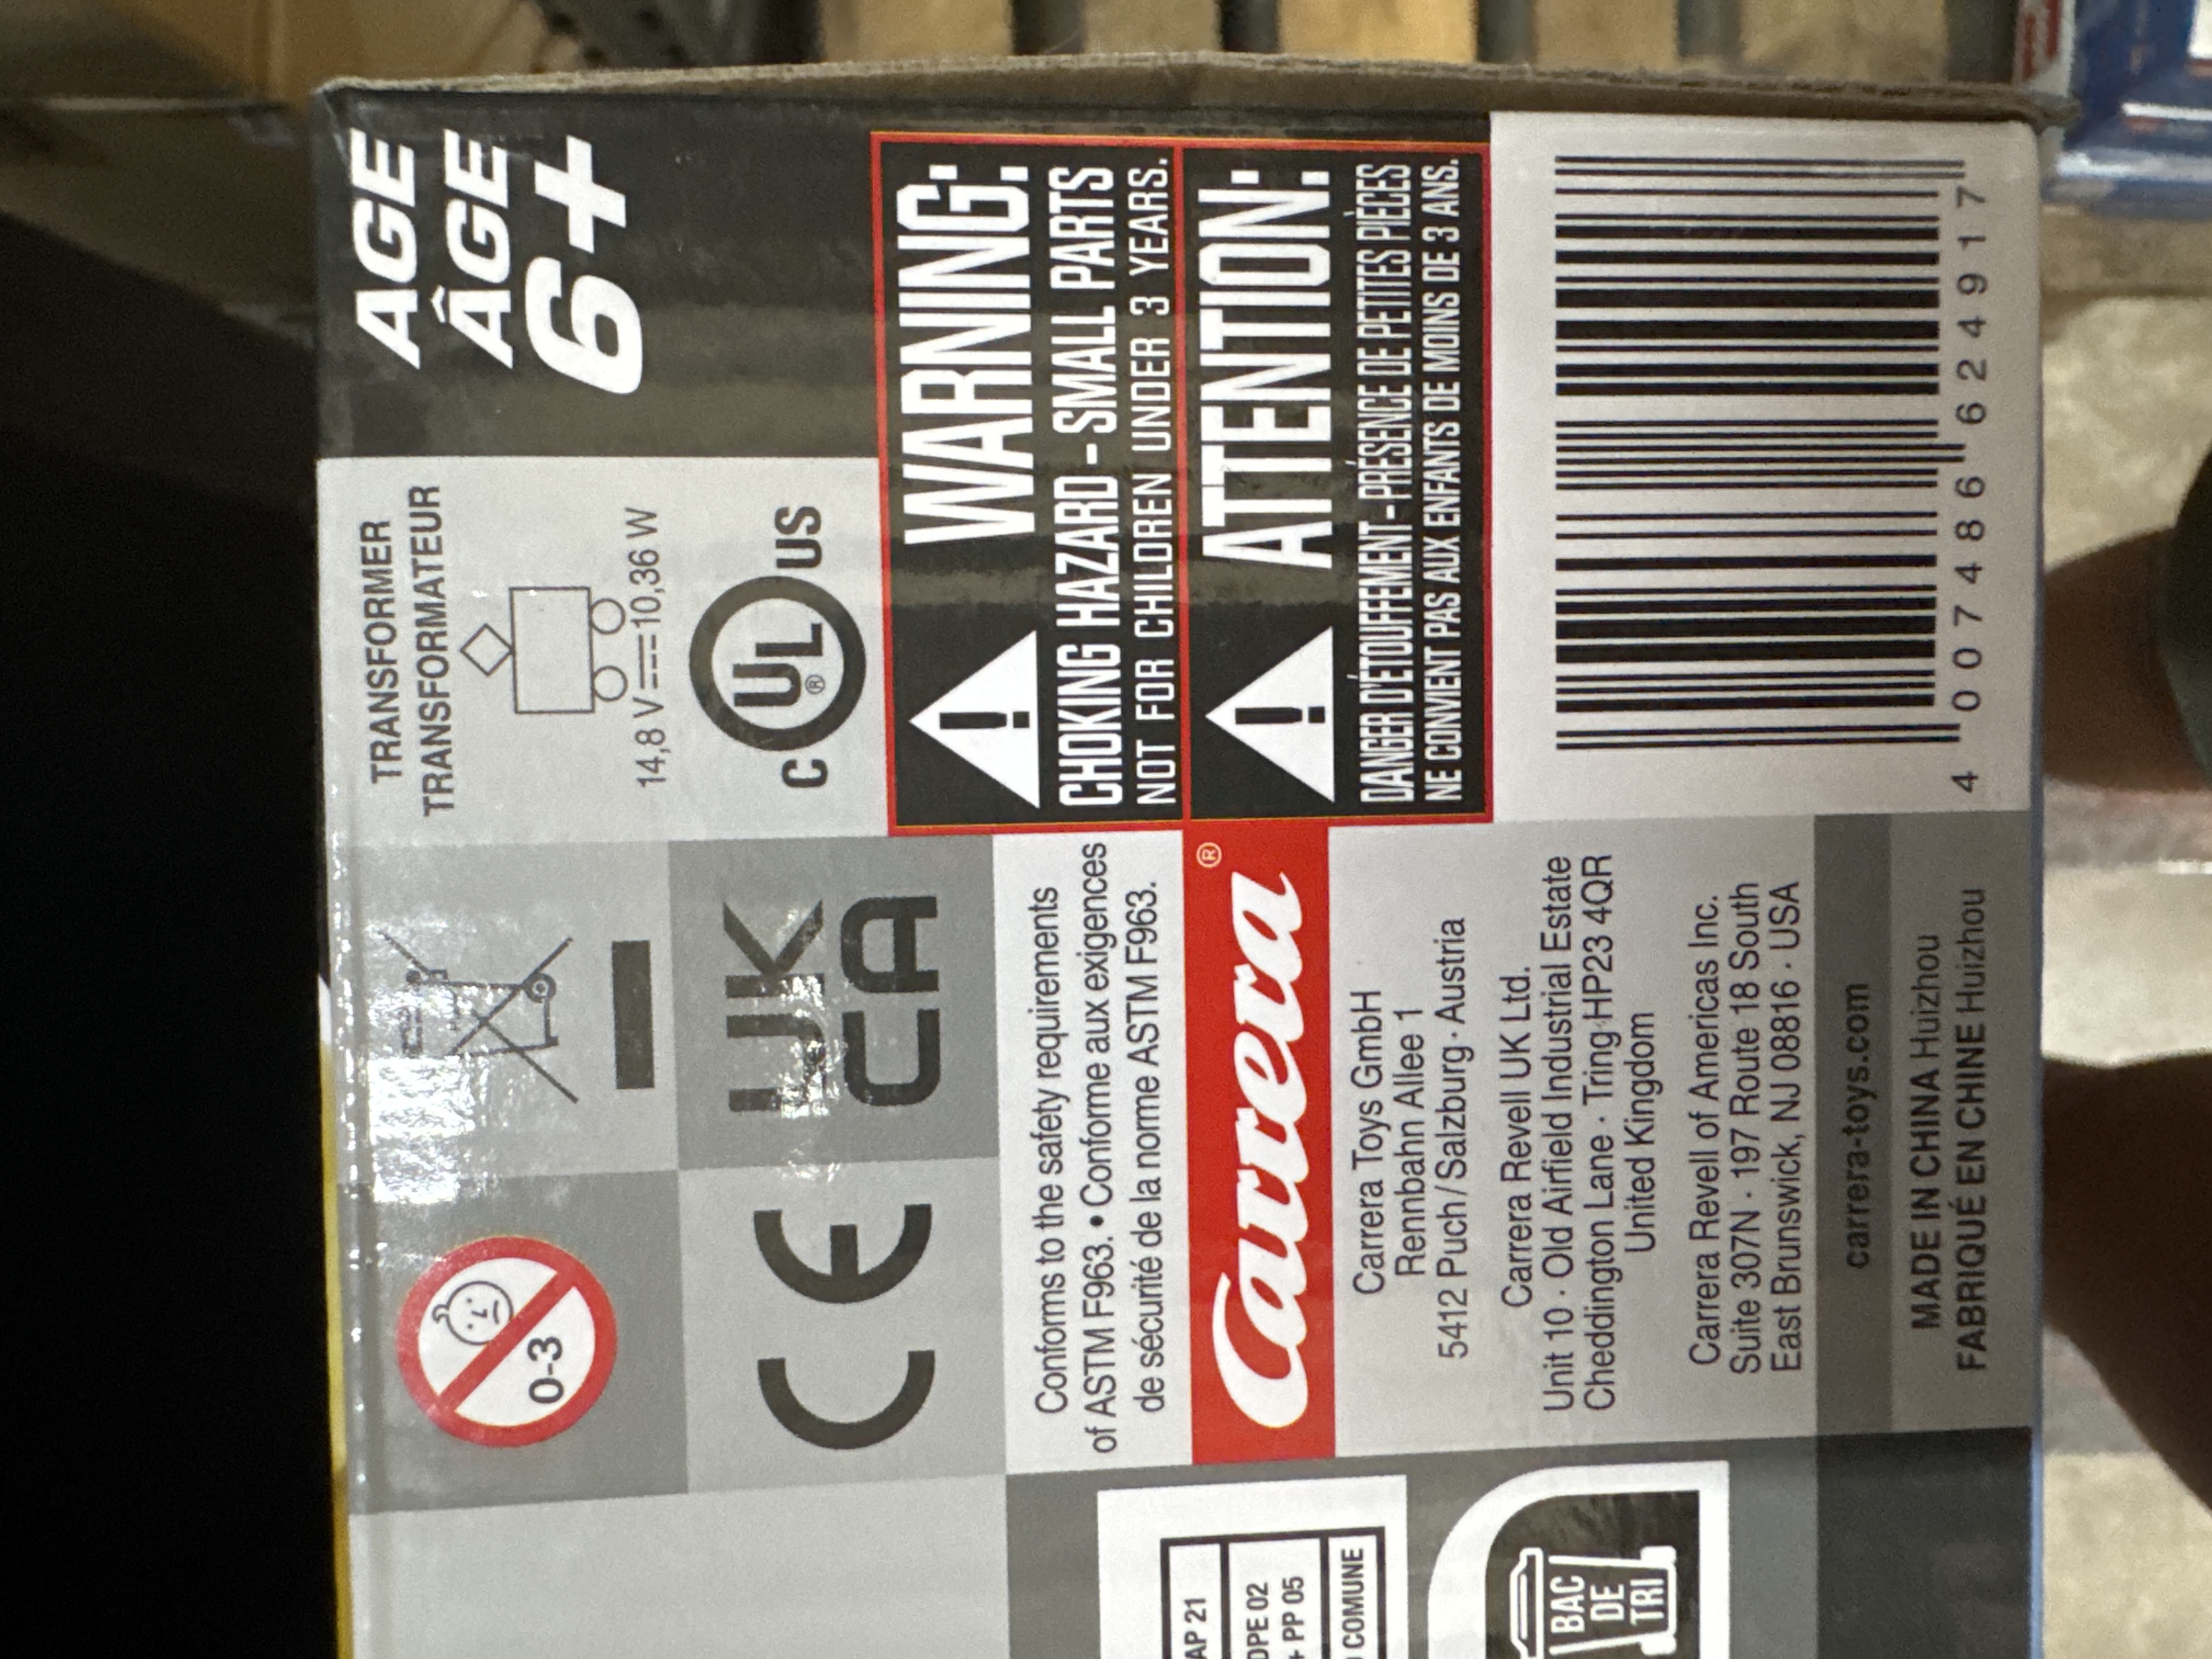 AGE
ÂGE
6+
TRANSFORMER
TRANSFORMATEUR
14,8 V⎓10,36 W
C UL® US
WARNING:
CHOKING HAZARD - SMALL PARTS
NOT FOR CHILDREN UNDER 3 YEARS.
ATTENTION:
DANGER D'ÉTOUFFEMENT - PRÉSENCE DE PETITES PIÈCES
NE CONVIENT PAS AUX ENFANTS DE MOINS DE 3 ANS.
4 007486 624917
0-3
CE
UK
CA
Conforms to the safety requirements
of ASTM F963. • Conforme aux exigences
de sécurité de la norme ASTM F963.
Carrera®
Carrera Toys GmbH
Rennbahn Allee 1
5412 Puch/Salzburg · Austria
Carrera Revell UK Ltd.
Unit 10 · Old Airfield Industrial Estate
Cheddington Lane · Tring HP23 4QR
United Kingdom
Carrera Revell of Americas Inc.
Suite 307N · 197 Route 18 South
East Brunswick, NJ 08816 · USA
carrera-toys.com
MADE IN CHINA Huizhou
FABRIQUÉ EN CHINE Huizhou
AP 21
DPE 02
+ PP 05
COMUNE
BAC
DE
TRI